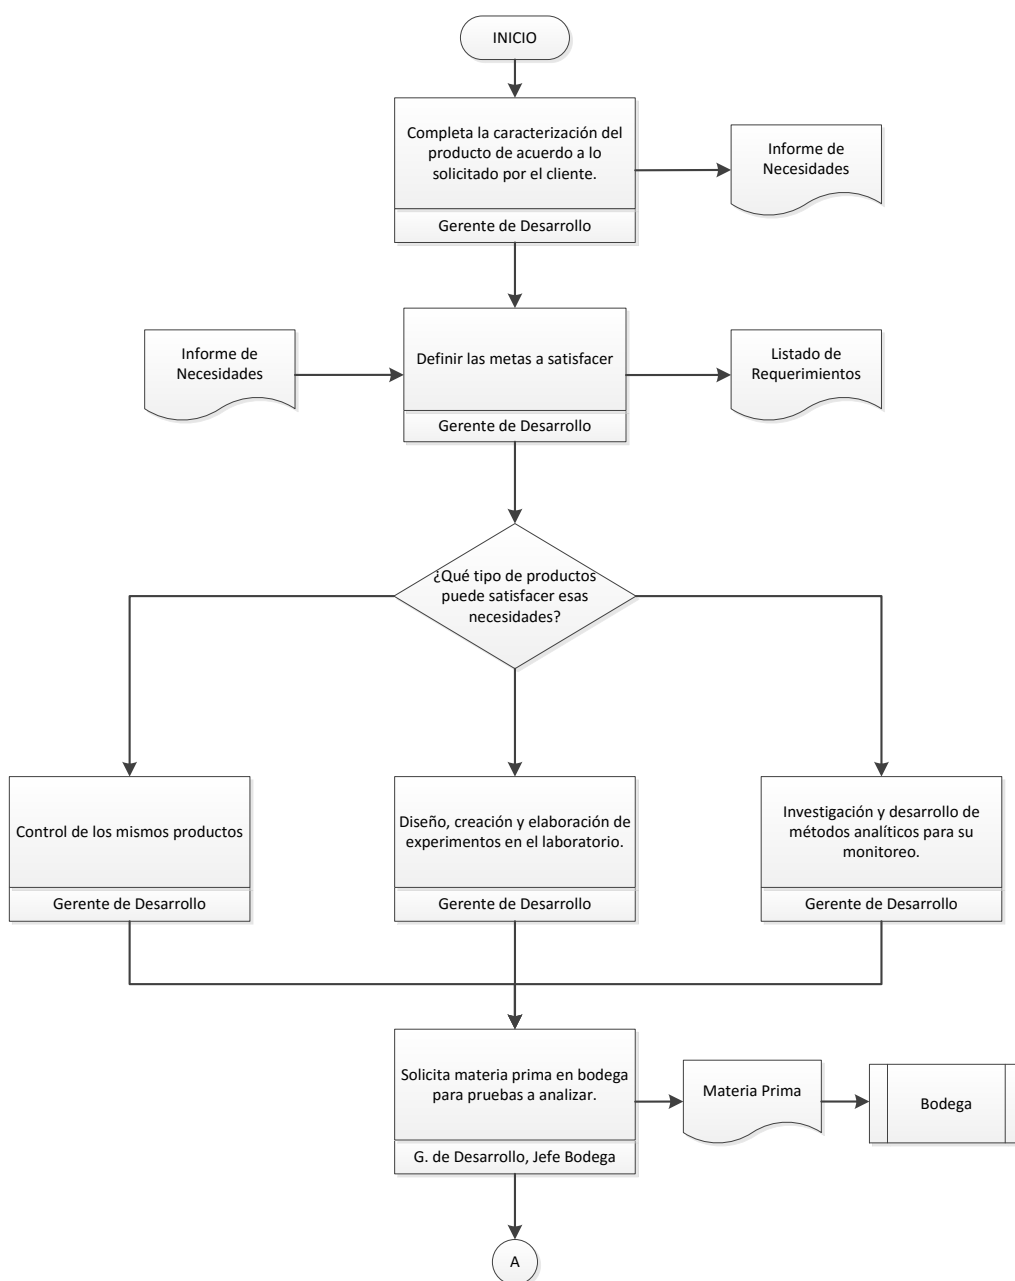 INICIO
Completa la caracterización del
producto de acuerdo a lo
solicitado por el cliente.
Gerente de Desarrollo
Informe de
Necesidades
Informe de
Necesidades
Definir las metas a satisfacer
Gerente de Desarrollo
Listado de
Requerimientos
¿Qué tipo de productos
puede satisfacer esas
necesidades?
Control de los mismos productos
Gerente de Desarrollo
Diseño, creación y elaboración de
experimentos en el laboratorio.
Gerente de Desarrollo
Investigación y desarrollo de
métodos analíticos para su
monitoreo.
Gerente de Desarrollo
Solicita materia prima en bodega
para pruebas a analizar.
G. de Desarrollo, Jefe Bodega
Materia Prima
Bodega
A